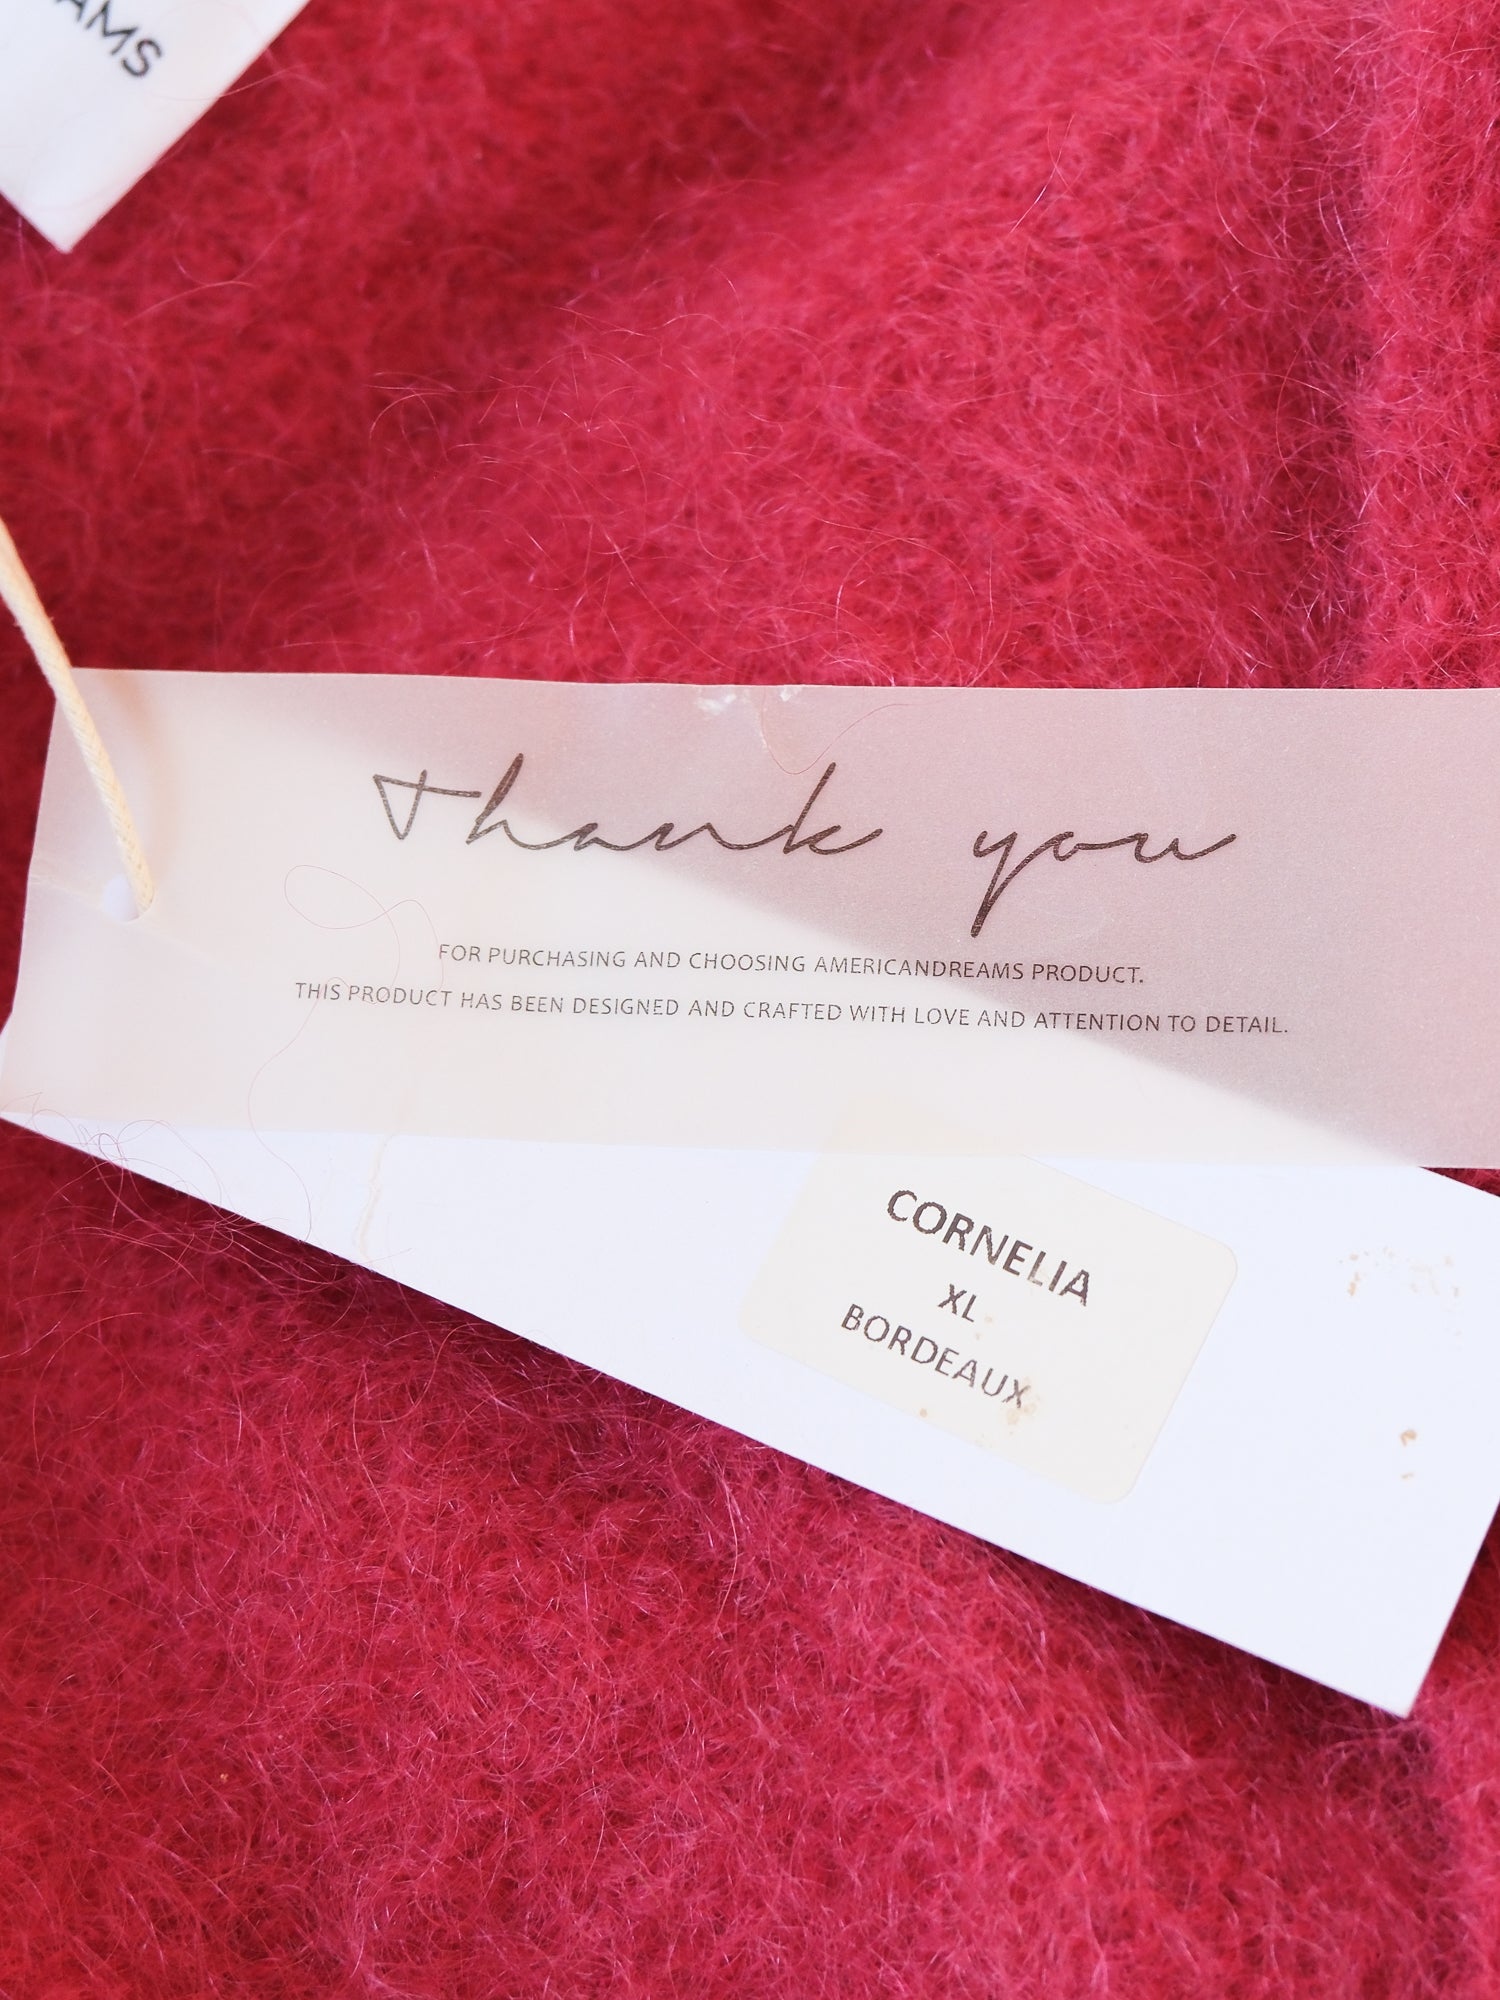 AMS
Thank you
FOR PURCHASING AND CHOOSING AMERICANDREAMS PRODUCT.
THIS PRODUCT HAS BEEN DESIGNED AND CRAFTED WITH LOVE AND ATTENTION TO DETAIL.
CORNELIA
XL
BORDEAUX